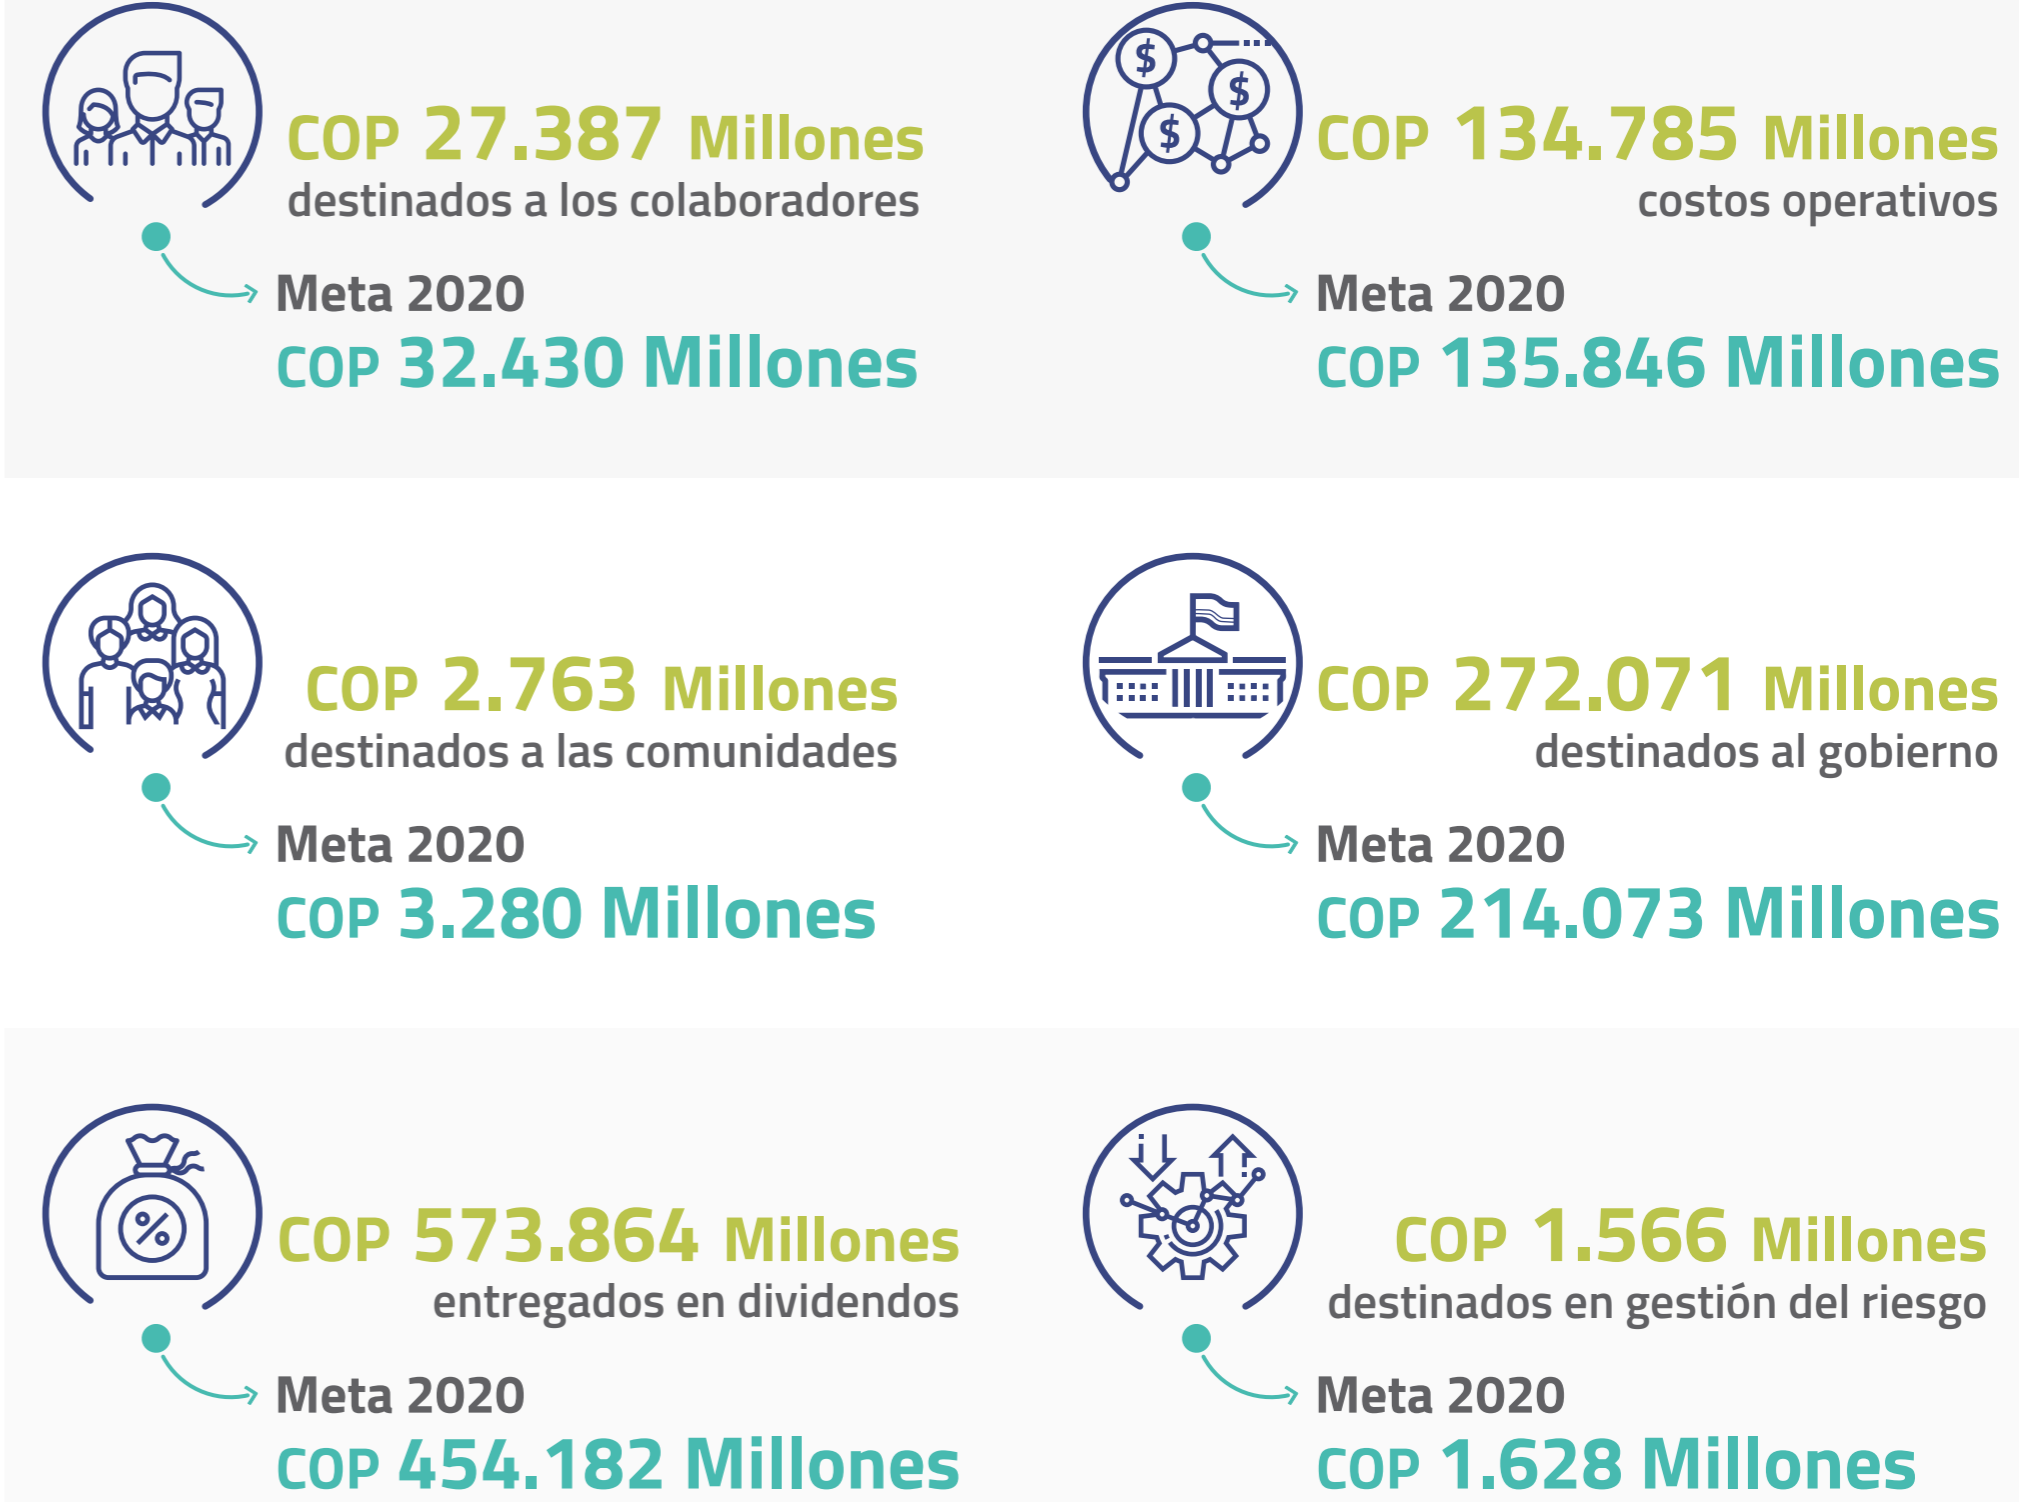 COP 27.387 Millones
destinados a los colaboradores
Meta 2020
COP 32.430 Millones
$
$
$
COP 134.785 Millones
costos operativos
Meta 2020
COP 135.846 Millones
COP 2.763 Millones
destinados a las comunidades
Meta 2020
COP 3.280 Millones
COP 272.071 Millones
destinados al gobierno
Meta 2020
COP 214.073 Millones
%
COP 573.864 Millones
entregados en dividendos
Meta 2020
COP 454.182 Millones
COP 1.566 Millones
destinados en gestión del riesgo
Meta 2020
COP 1.628 Millones